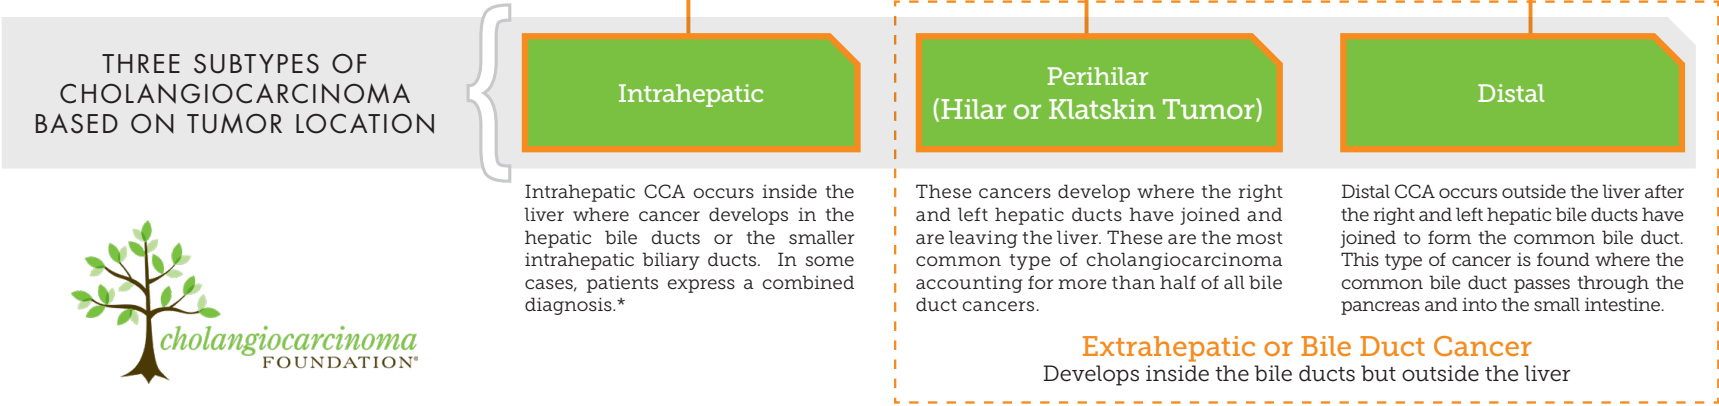 THREE SUBTYPES OF
CHOLANGIOCARCINOMA
BASED ON TUMOR LOCATION
Intrahepatic
Perihilar
(Hilar or Klatskin Tumor)
Distal
Intrahepatic CCA occurs inside the
liver where cancer develops in the
hepatic bile ducts or the smaller
intrahepatic biliary ducts. In some
cases, patients express a combined
diagnosis.*
These cancers develop where the right
and left hepatic ducts have joined and
are leaving the liver. These are the most
common type of cholangiocarcinoma
accounting for more than half of all bile
duct cancers.
Distal CCA occurs outside the liver after
the right and left hepatic bile ducts have
joined to form the common bile duct.
This type of cancer is found where the
common bile duct passes through the
pancreas and into the small intestine.
Extrahepatic or Bile Duct Cancer
Develops inside the bile ducts but outside the liver
cholangiocarcinoma
FOUNDATION®